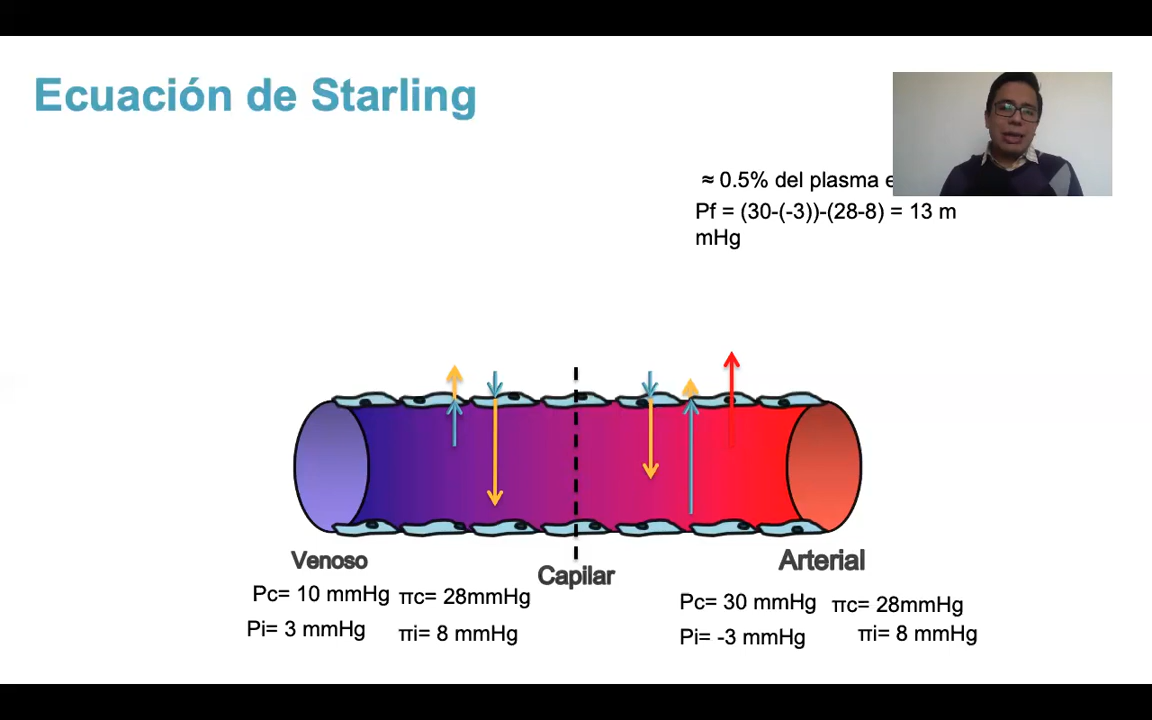 Ecuación de Starling
≈ 0.5% del plasma
Pf = (30-(-3))-(28-8) = 13 m
mHg
Venoso
Capilar
Arterial
Pc= 10 mmHg πc= 28mmHg
Pi= 3 mmHg πi= 8 mmHg
Pc= 30 mmHg πc= 28mmHg
Pi= -3 mmHg πi= 8 mmHg